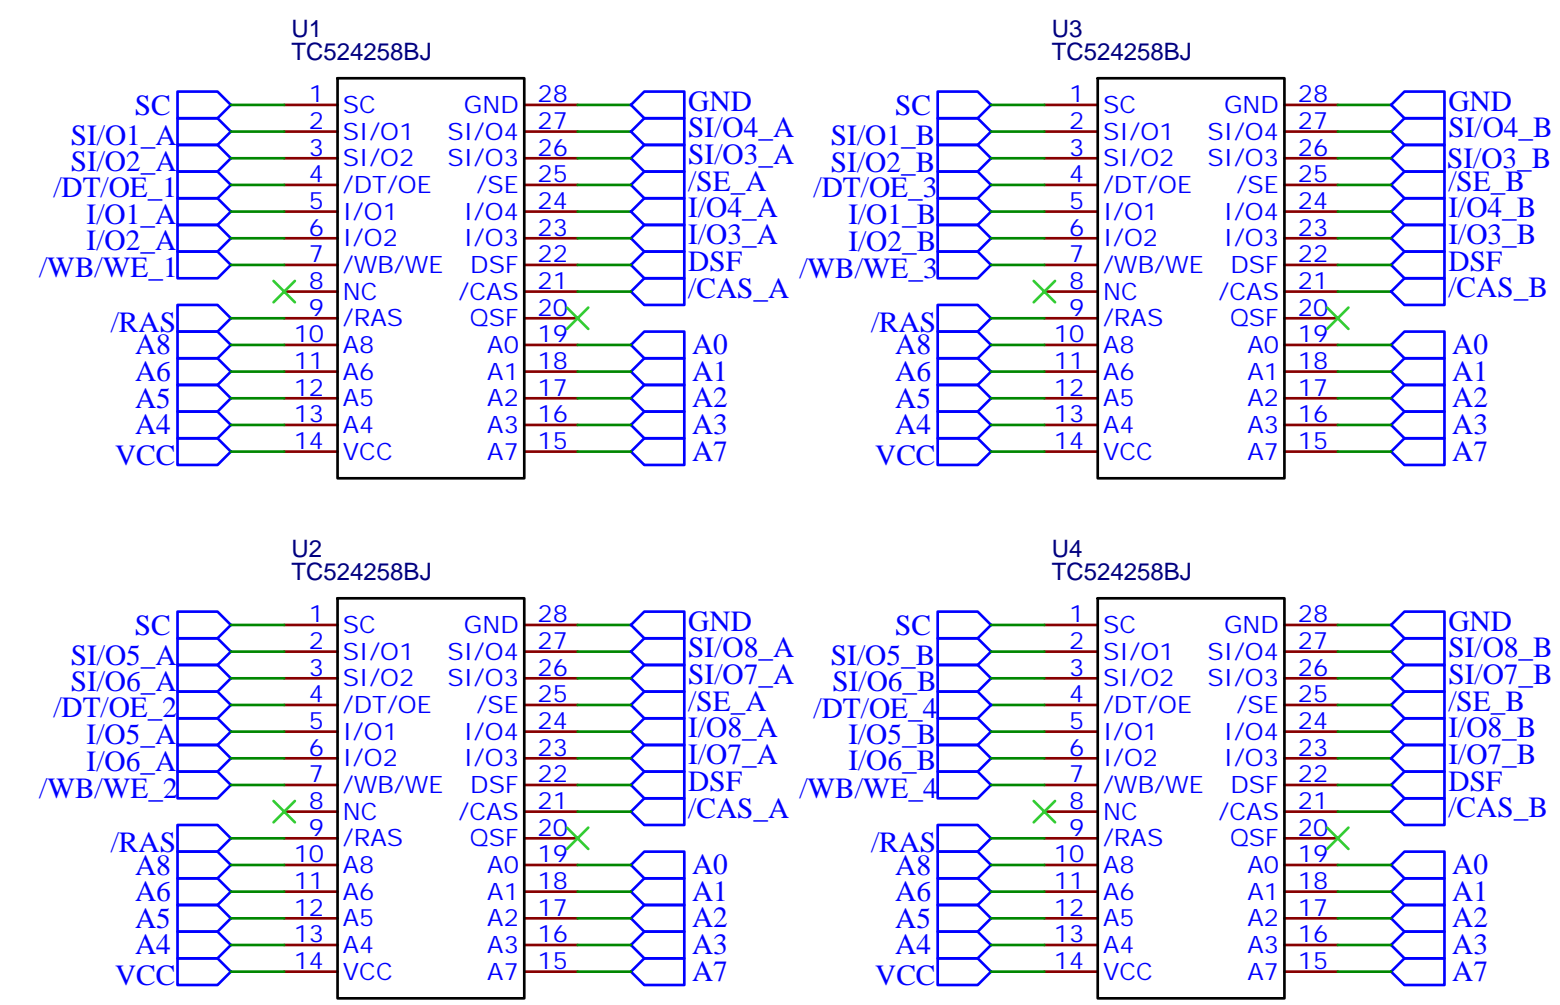 U1
TC524258BJ
SC 1 SC GND 28 GND
SI/O1_A 2 SI/O1 SI/O4 27 SI/O4_A
SI/O2_A 3 SI/O2 SI/O3 26 SI/O3_A
/DT/OE_1 4 /DT/OE /SE 25 /SE_A
I/O1_A 5 I/O1 I/O4 24 I/O4_A
I/O2_A 6 I/O2 I/O3 23 I/O3_A
/WB/WE_1 7 /WB/WE DSF 22 DSF
8 NC /CAS 21 /CAS_A
/RAS 9 /RAS QSF 20
A8 10 A8 A0 19 A0
A6 11 A6 A1 18 A1
A5 12 A5 A2 17 A2
A4 13 A4 A3 16 A3
VCC 14 VCC A7 15 A7
U3
TC524258BJ
SC 1 SC GND 28 GND
SI/O1_B 2 SI/O1 SI/O4 27 SI/O4_B
SI/O2_B 3 SI/O2 SI/O3 26 SI/O3_B
/DT/OE_3 4 /DT/OE /SE 25 /SE_B
I/O1_B 5 I/O1 I/O4 24 I/O4_B
I/O2_B 6 I/O2 I/O3 23 I/O3_B
/WB/WE_3 7 /WB/WE DSF 22 DSF
8 NC /CAS 21 /CAS_B
/RAS 9 /RAS QSF 20
A8 10 A8 A0 19 A0
A6 11 A6 A1 18 A1
A5 12 A5 A2 17 A2
A4 13 A4 A3 16 A3
VCC 14 VCC A7 15 A7
U2
TC524258BJ
SC 1 SC GND 28 GND
SI/O5_A 2 SI/O1 SI/O4 27 SI/O8_A
SI/O6_A 3 SI/O2 SI/O3 26 SI/O7_A
/DT/OE_2 4 /DT/OE /SE 25 /SE_A
I/O5_A 5 I/O1 I/O4 24 I/O8_A
I/O6_A 6 I/O2 I/O3 23 I/O7_A
/WB/WE_2 7 /WB/WE DSF 22 DSF
8 NC /CAS 21 /CAS_A
/RAS 9 /RAS QSF 20
A8 10 A8 A0 19 A0
A6 11 A6 A1 18 A1
A5 12 A5 A2 17 A2
A4 13 A4 A3 16 A3
VCC 14 VCC A7 15 A7
U4
TC524258BJ
SC 1 SC GND 28 GND
SI/O5_B 2 SI/O1 SI/O4 27 SI/O8_B
SI/O6_B 3 SI/O2 SI/O3 26 SI/O7_B
/DT/OE_4 4 /DT/OE /SE 25 /SE_B
I/O5_B 5 I/O1 I/O4 24 I/O8_B
I/O6_B 6 I/O2 I/O3 23 I/O7_B
/WB/WE_4 7 /WB/WE DSF 22 DSF
8 NC /CAS 21 /CAS_B
/RAS 9 /RAS QSF 20
A8 10 A8 A0 19 A0
A6 11 A6 A1 18 A1
A5 12 A5 A2 17 A2
A4 13 A4 A3 16 A3
VCC 14 VCC A7 15 A7